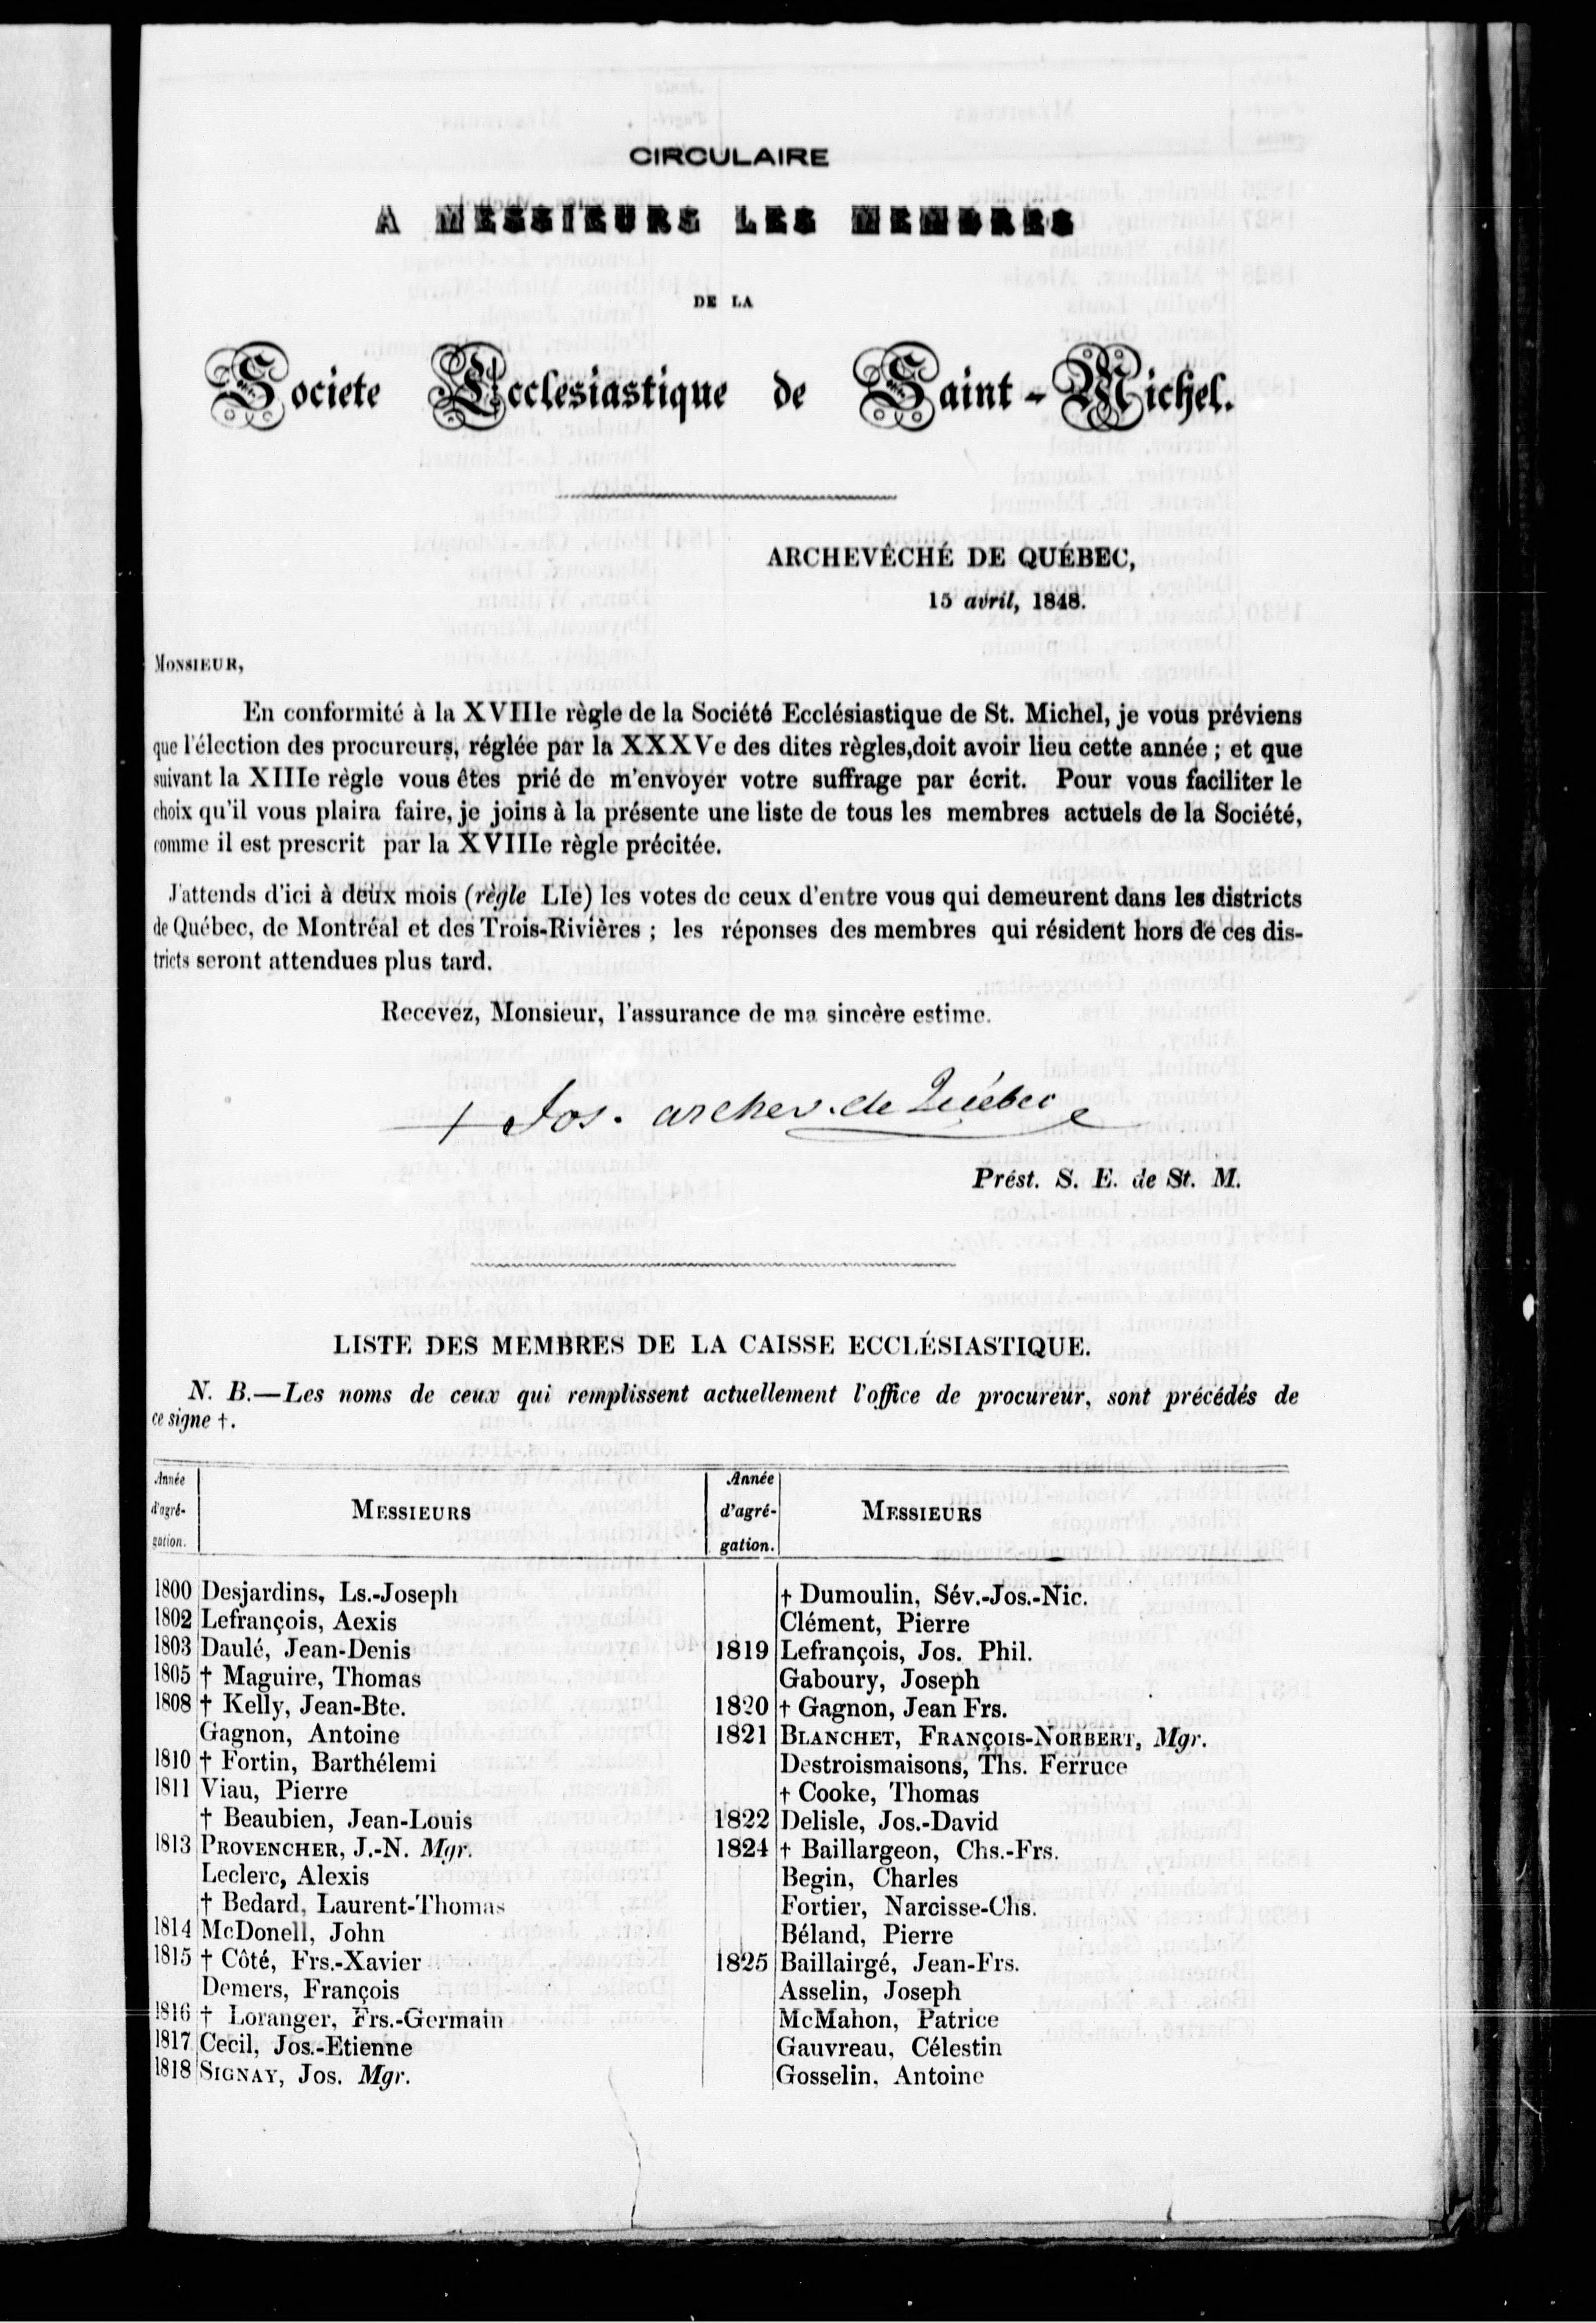 CIRCULAIRE
A MESSIEURS LES MEMBRES
DE LA
Societe Ecclesiastique de Saint-Michel.
ARCHEVÊCHÉ DE QUÉBEC,
15 avril, 1848.
MONSIEUR,
En conformité à la XVIIIe règle de la Société Ecclésiastique de St. Michel, je vous préviens
que l'élection des procureurs, réglée par la XXXVe des dites règles,doit avoir lieu cette année ; et que
suivant la XIIIe règle vous êtes prié de m'envoyer votre suffrage par écrit. Pour vous faciliter le
choix qu'il vous plaira faire, je joins à la présente une liste de tous les membres actuels de la Société,
comme il est prescrit par la XVIIIe règle précitée.
J'attends d'ici à deux mois (règle LIe) les votes de ceux d'entre vous qui demeurent dans les districts
de Québec, de Montréal et des Trois-Rivières ; les réponses des membres qui résident hors de ces dis-
tricts seront attendues plus tard.
Recevez, Monsieur, l'assurance de ma sincère estime.
+ Jos. archev. de Québec
Prést. S. E. de St. M.
LISTE DES MEMBRES DE LA CAISSE ECCLÉSIASTIQUE.
N. B.—Les noms de ceux qui remplissent actuellement l'office de procureur, sont précédés de
ce signe †.
Année d'agré-gation.
MESSIEURS
1800 Desjardins, Ls.-Joseph
1802 Lefrançois, Aexis
1803 Daulé, Jean-Denis
1805 † Maguire, Thomas
1808 † Kelly, Jean-Bte.
Gagnon, Antoine
1810 † Fortin, Barthélemi
1811 Viau, Pierre
† Beaubien, Jean-Louis
1813 PROVENCHER, J.-N. Mgr.
Leclerc, Alexis
† Bedard, Laurent-Thomas
1814 McDonell, John
1815 † Côté, Frs.-Xavier
Demers, François
1816 † Loranger, Frs.-Germain
1817 Cecil, Jos.-Etienne
1818 SIGNAY, Jos. Mgr.
Année d'agré-gation.
MESSIEURS
† Dumoulin, Sév.-Jos.-Nic.
Clément, Pierre
1819 Lefrançois, Jos. Phil.
Gaboury, Joseph
1820 † Gagnon, Jean Frs.
1821 BLANCHET, FRANÇOIS-NORBERT, Mgr.
Destroismaisons, Ths. Ferruce
† Cooke, Thomas
1822 Delisle, Jos.-David
1824 † Baillargeon, Chs.-Frs.
Begin, Charles
Fortier, Narcisse-Chs.
Béland, Pierre
1825 Baillairgé, Jean-Frs.
Asselin, Joseph
McMahon, Patrice
Gauvreau, Célestin
Gosselin, Antoine